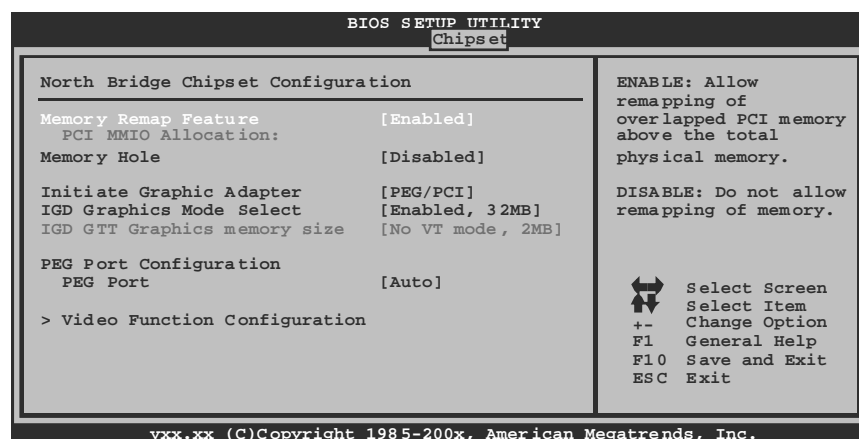 BIOS SETUP UTILITY
Chipset
North Bridge Chipset Configuration
Memory Remap Feature [Enabled]
PCI MMIO Allocation:
Memory Hole [Disabled]
Initiate Graphic Adapter [PEG/PCI]
IGD Graphics Mode Select [Enabled, 32MB]
IGD GTT Graphics memory size [No VT mode, 2MB]
PEG Port Configuration
PEG Port [Auto]
> Video Function Configuration
ENABLE: Allow
remapping of
overlapped PCI memory
above the total
physical memory.
DISABLE: Do not allow
remapping of memory.
Select Screen
Select Item
+- Change Option
F1 General Help
F10 Save and Exit
ESC Exit
vxx.xx (C)Copyright 1985-200x, American Megatrends, Inc.